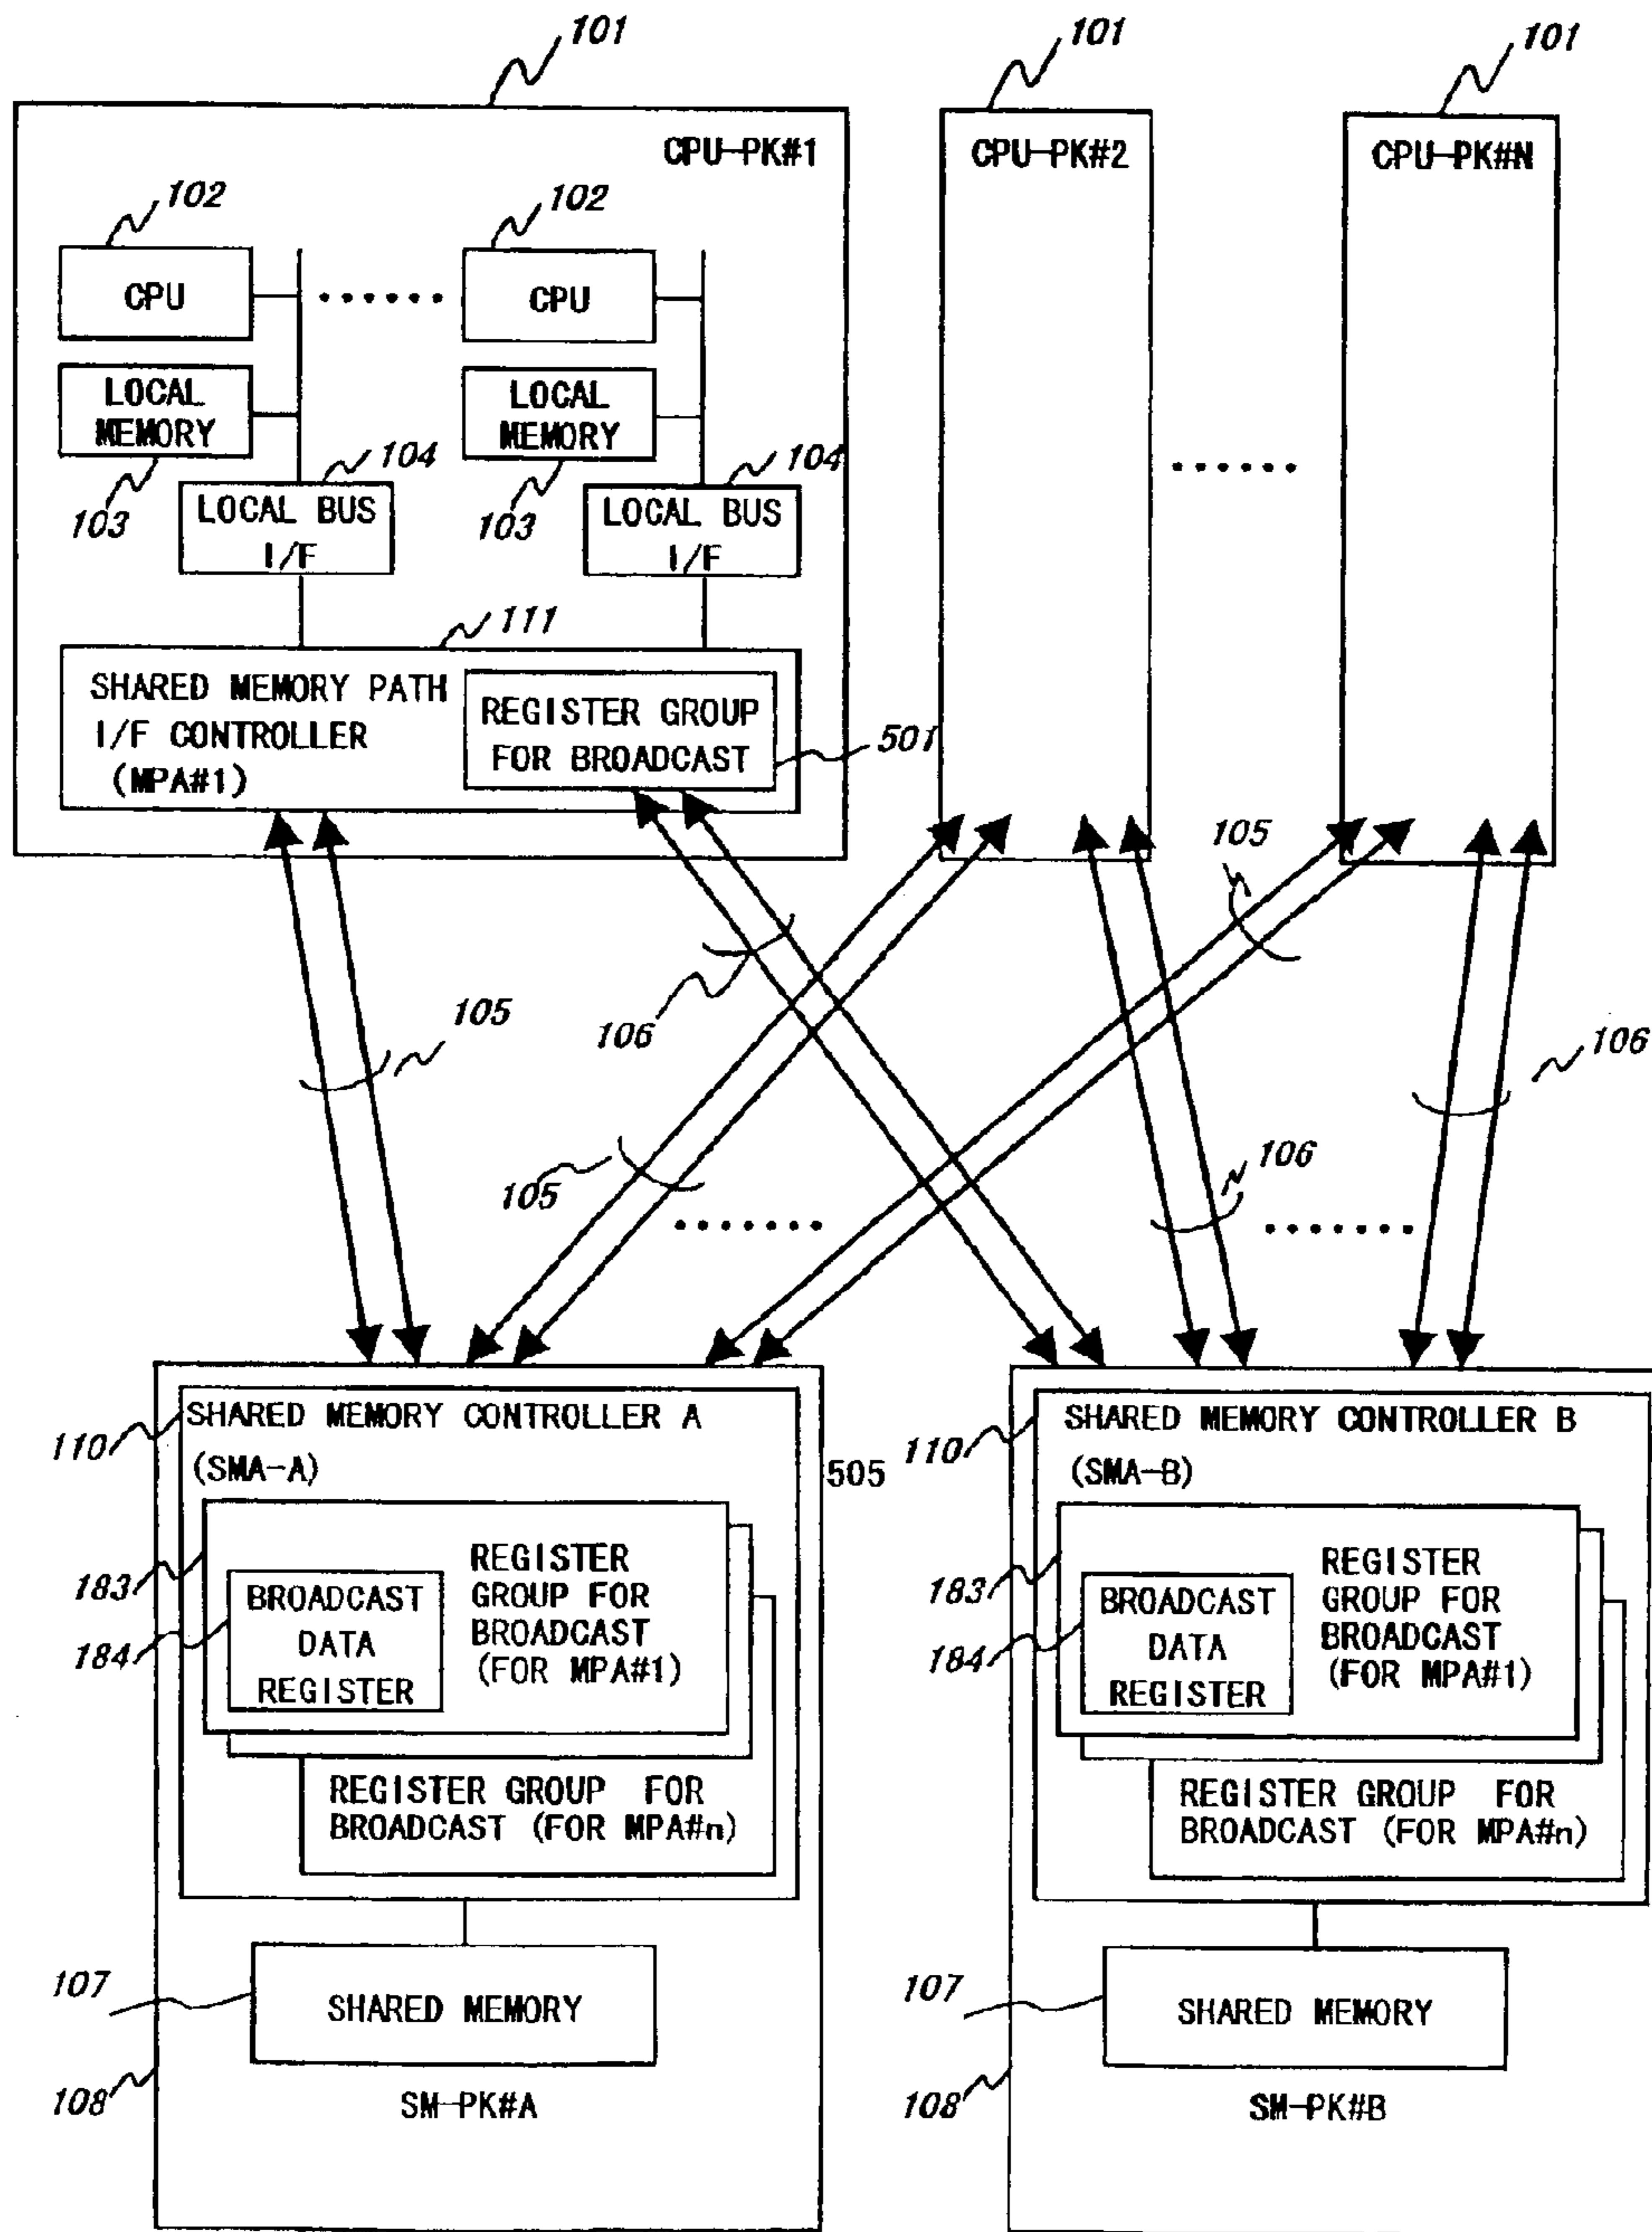 101
101
101
CPU-PK#1
CPU-PK#2
CPU-PK#N
102
102
CPU
......
CPU
LOCAL
MEMORY
LOCAL
MEMORY
103
104
103
104
LOCAL BUS
I/F
LOCAL BUS
I/F
......
111
SHARED MEMORY PATH
I/F CONTROLLER
(MPA#1)
REGISTER GROUP
FOR BROADCAST
501
105
106
105
106
105
106
.......
.......
110
SHARED MEMORY CONTROLLER A
(SMA-A)
505
183
REGISTER
GROUP FOR
BROADCAST
(FOR MPA#1)
184
BROADCAST
DATA
REGISTER
REGISTER GROUP FOR
BROADCAST (FOR MPA#n)
107
SHARED MEMORY
108
SM-PK#A
110
SHARED MEMORY CONTROLLER B
(SMA-B)
183
REGISTER
GROUP FOR
BROADCAST
(FOR MPA#1)
184
BROADCAST
DATA
REGISTER
REGISTER GROUP FOR
BROADCAST (FOR MPA#n)
107
SHARED MEMORY
108
SM-PK#B